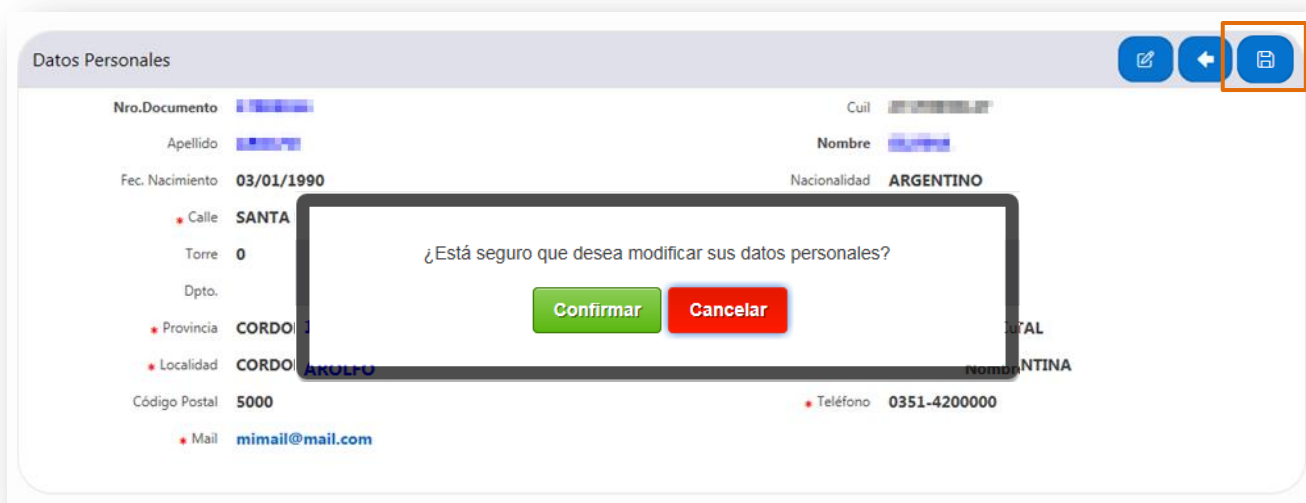 Datos Personales
Nro.Documento Cuil
Apellido Nombre
Fec. Nacimiento 03/01/1990 Nacionalidad ARGENTINO
* Calle SANTA
¿Está seguro que desea modificar sus datos personales?
Torre 0
Dpto.
Confirmar Cancelar
* Provincia
* Localidad AROLFO NTINA
Código Postal 5000 * Teléfono 0351-4200000
* Mail mimail@mail.com